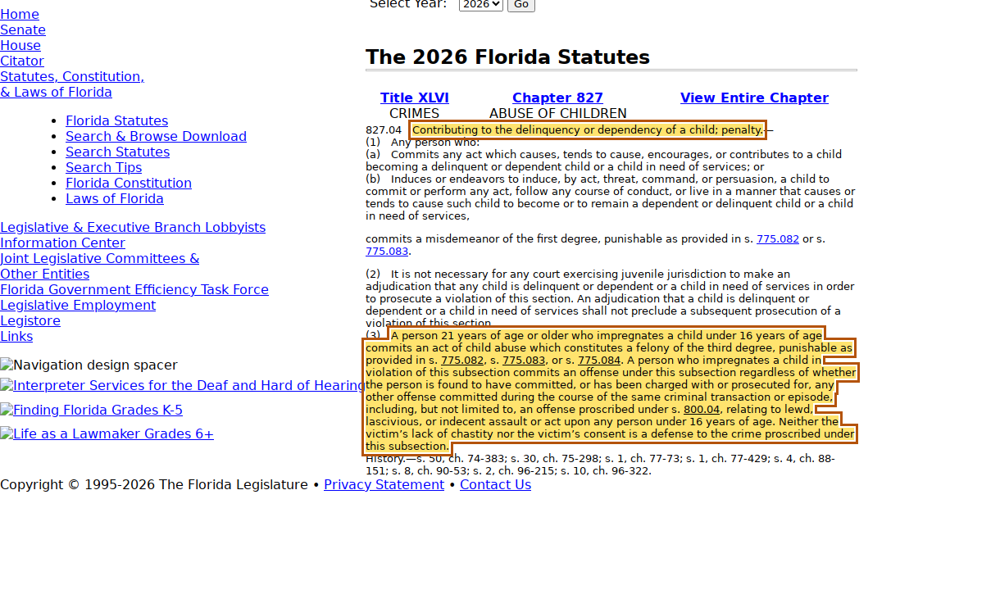 Home
Senate
House
Citator
Statutes, Constitution,
& Laws of Florida
Florida Statutes
Search & Browse Download
Search Statutes
Search Tips
Florida Constitution
Laws of Florida
Legislative & Executive Branch Lobbyists
Information Center
Joint Legislative Committees &
Other Entities
Florida Government Efficiency Task Force
Legislative Employment
Legistore
Links
Navigation design spacer
Interpreter Services for the Deaf and Hard of Hearing
Finding Florida Grades K-5
Life as a Lawmaker Grades 6+
Select Year: 2026 Go
The 2026 Florida Statutes
Title XLVI Chapter 827 View Entire Chapter
CRIMES ABUSE OF CHILDREN
827.04 Contributing to the delinquency or dependency of a child; penalty.—
(1) Any person who:
(a) Commits any act which causes, tends to cause, encourages, or contributes to a child
becoming a delinquent or dependent child or a child in need of services; or
(b) Induces or endeavors to induce, by act, threat, command, or persuasion, a child to
commit or perform any act, follow any course of conduct, or live in a manner that causes or
tends to cause such child to become or to remain a dependent or delinquent child or a child
in need of services,
commits a misdemeanor of the first degree, punishable as provided in s. 775.082 or s.
775.083.
(2) It is not necessary for any court exercising juvenile jurisdiction to make an
adjudication that any child is delinquent or dependent or a child in need of services in order
to prosecute a violation of this section. An adjudication that a child is delinquent or
dependent or a child in need of services shall not preclude a subsequent prosecution of a
violation of this section.
(3) A person 21 years of age or older who impregnates a child under 16 years of age
commits an act of child abuse which constitutes a felony of the third degree, punishable as
provided in s. 775.082, s. 775.083, or s. 775.084. A person who impregnates a child in
violation of this subsection commits an offense under this subsection regardless of whether
the person is found to have committed, or has been charged with or prosecuted for, any
other offense committed during the course of the same criminal transaction or episode,
including, but not limited to, an offense proscribed under s. 800.04, relating to lewd,
lascivious, or indecent assault or act upon any person under 16 years of age. Neither the
victim’s lack of chastity nor the victim’s consent is a defense to the crime proscribed under
this subsection.
History.—s. 50, ch. 74-383; s. 30, ch. 75-298; s. 1, ch. 77-73; s. 1, ch. 77-429; s. 4, ch. 88-
151; s. 8, ch. 90-53; s. 2, ch. 96-215; s. 10, ch. 96-322.
Copyright © 1995-2026 The Florida Legislature • Privacy Statement • Contact Us